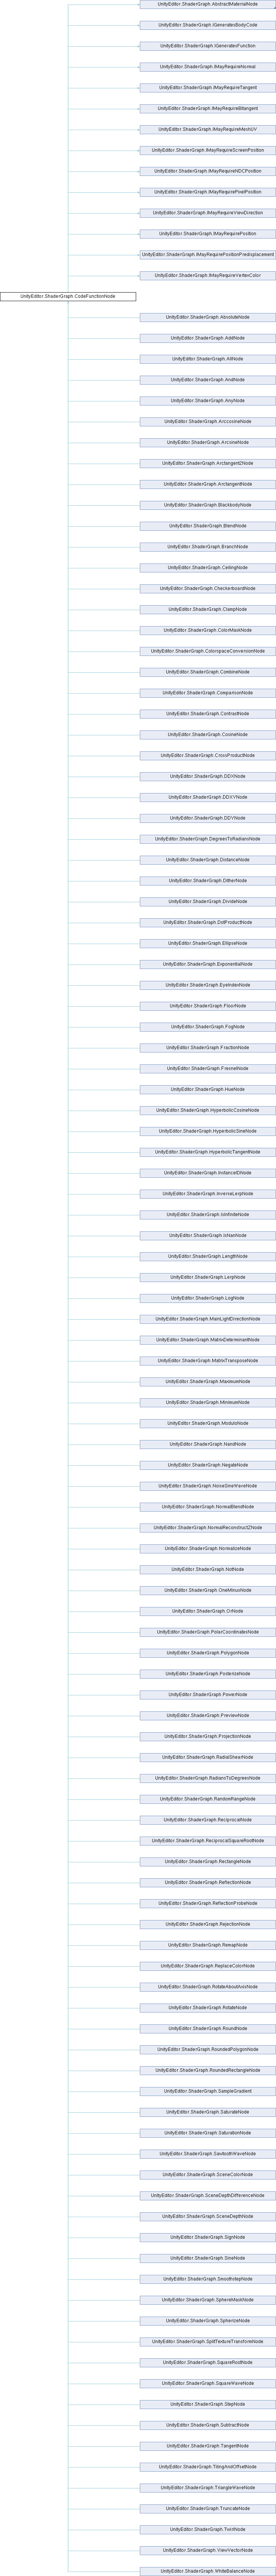 UnityEditor.ShaderGraph.AbstractMaterialNode
UnityEditor.ShaderGraph.IGeneratesBodyCode
UnityEditor.ShaderGraph.IGeneratesFunction
UnityEditor.ShaderGraph.IMayRequireNormal
UnityEditor.ShaderGraph.IMayRequireTangent
UnityEditor.ShaderGraph.IMayRequireBitangent
UnityEditor.ShaderGraph.IMayRequireMeshUV
UnityEditor.ShaderGraph.IMayRequireScreenPosition
UnityEditor.ShaderGraph.IMayRequireNDCPosition
UnityEditor.ShaderGraph.IMayRequirePixelPosition
UnityEditor.ShaderGraph.IMayRequireViewDirection
UnityEditor.ShaderGraph.IMayRequirePosition
UnityEditor.ShaderGraph.IMayRequirePositionPredisplacement
UnityEditor.ShaderGraph.IMayRequireVertexColor
UnityEditor.ShaderGraph.CodeFunctionNode
UnityEditor.ShaderGraph.AbsoluteNode
UnityEditor.ShaderGraph.AddNode
UnityEditor.ShaderGraph.AllNode
UnityEditor.ShaderGraph.AndNode
UnityEditor.ShaderGraph.AnyNode
UnityEditor.ShaderGraph.ArccosineNode
UnityEditor.ShaderGraph.ArcsineNode
UnityEditor.ShaderGraph.Arctangent2Node
UnityEditor.ShaderGraph.ArctangentNode
UnityEditor.ShaderGraph.BlackbodyNode
UnityEditor.ShaderGraph.BlendNode
UnityEditor.ShaderGraph.BranchNode
UnityEditor.ShaderGraph.CeilingNode
UnityEditor.ShaderGraph.CheckerboardNode
UnityEditor.ShaderGraph.ClampNode
UnityEditor.ShaderGraph.ColorMaskNode
UnityEditor.ShaderGraph.ColorspaceConversionNode
UnityEditor.ShaderGraph.CombineNode
UnityEditor.ShaderGraph.ComparisonNode
UnityEditor.ShaderGraph.ContrastNode
UnityEditor.ShaderGraph.CosineNode
UnityEditor.ShaderGraph.CrossProductNode
UnityEditor.ShaderGraph.DDXNode
UnityEditor.ShaderGraph.DDXYNode
UnityEditor.ShaderGraph.DDYNode
UnityEditor.ShaderGraph.DegreesToRadiansNode
UnityEditor.ShaderGraph.DistanceNode
UnityEditor.ShaderGraph.DitherNode
UnityEditor.ShaderGraph.DivideNode
UnityEditor.ShaderGraph.DotProductNode
UnityEditor.ShaderGraph.EllipseNode
UnityEditor.ShaderGraph.ExponentialNode
UnityEditor.ShaderGraph.EyeIndexNode
UnityEditor.ShaderGraph.FloorNode
UnityEditor.ShaderGraph.FogNode
UnityEditor.ShaderGraph.FractionNode
UnityEditor.ShaderGraph.FresnelNode
UnityEditor.ShaderGraph.HueNode
UnityEditor.ShaderGraph.HyperbolicCosineNode
UnityEditor.ShaderGraph.HyperbolicSineNode
UnityEditor.ShaderGraph.HyperbolicTangentNode
UnityEditor.ShaderGraph.InstanceIDNode
UnityEditor.ShaderGraph.InverseLerpNode
UnityEditor.ShaderGraph.IsInfiniteNode
UnityEditor.ShaderGraph.IsNanNode
UnityEditor.ShaderGraph.LengthNode
UnityEditor.ShaderGraph.LerpNode
UnityEditor.ShaderGraph.LogNode
UnityEditor.ShaderGraph.MainLightDirectionNode
UnityEditor.ShaderGraph.MatrixDeterminantNode
UnityEditor.ShaderGraph.MatrixTransposeNode
UnityEditor.ShaderGraph.MaximumNode
UnityEditor.ShaderGraph.MinimumNode
UnityEditor.ShaderGraph.ModuloNode
UnityEditor.ShaderGraph.NandNode
UnityEditor.ShaderGraph.NegateNode
UnityEditor.ShaderGraph.NoiseSineWaveNode
UnityEditor.ShaderGraph.NormalBlendNode
UnityEditor.ShaderGraph.NormalReconstructZNode
UnityEditor.ShaderGraph.NormalizeNode
UnityEditor.ShaderGraph.NotNode
UnityEditor.ShaderGraph.OneMinusNode
UnityEditor.ShaderGraph.OrNode
UnityEditor.ShaderGraph.PolarCoordinatesNode
UnityEditor.ShaderGraph.PolygonNode
UnityEditor.ShaderGraph.PosterizeNode
UnityEditor.ShaderGraph.PowerNode
UnityEditor.ShaderGraph.PreviewNode
UnityEditor.ShaderGraph.ProjectionNode
UnityEditor.ShaderGraph.RadialShearNode
UnityEditor.ShaderGraph.RadiansToDegreesNode
UnityEditor.ShaderGraph.RandomRangeNode
UnityEditor.ShaderGraph.ReciprocalNode
UnityEditor.ShaderGraph.ReciprocalSquareRootNode
UnityEditor.ShaderGraph.RectangleNode
UnityEditor.ShaderGraph.ReflectionNode
UnityEditor.ShaderGraph.ReflectionProbeNode
UnityEditor.ShaderGraph.RejectionNode
UnityEditor.ShaderGraph.RemapNode
UnityEditor.ShaderGraph.ReplaceColorNode
UnityEditor.ShaderGraph.RotateAboutAxisNode
UnityEditor.ShaderGraph.RotateNode
UnityEditor.ShaderGraph.RoundNode
UnityEditor.ShaderGraph.RoundedPolygonNode
UnityEditor.ShaderGraph.RoundedRectangleNode
UnityEditor.ShaderGraph.SampleGradient
UnityEditor.ShaderGraph.SaturateNode
UnityEditor.ShaderGraph.SaturationNode
UnityEditor.ShaderGraph.SawtoothWaveNode
UnityEditor.ShaderGraph.SceneColorNode
UnityEditor.ShaderGraph.SceneDepthDifferenceNode
UnityEditor.ShaderGraph.SceneDepthNode
UnityEditor.ShaderGraph.SignNode
UnityEditor.ShaderGraph.SineNode
UnityEditor.ShaderGraph.SmoothstepNode
UnityEditor.ShaderGraph.SphereMaskNode
UnityEditor.ShaderGraph.SpherizeNode
UnityEditor.ShaderGraph.SplitTextureTransformNode
UnityEditor.ShaderGraph.SquareRootNode
UnityEditor.ShaderGraph.SquareWaveNode
UnityEditor.ShaderGraph.StepNode
UnityEditor.ShaderGraph.SubtractNode
UnityEditor.ShaderGraph.TangentNode
UnityEditor.ShaderGraph.TilingAndOffsetNode
UnityEditor.ShaderGraph.TriangleWaveNode
UnityEditor.ShaderGraph.TruncateNode
UnityEditor.ShaderGraph.TwirlNode
UnityEditor.ShaderGraph.ViewVectorNode
UnityEditor.ShaderGraph.WhiteBalanceNode